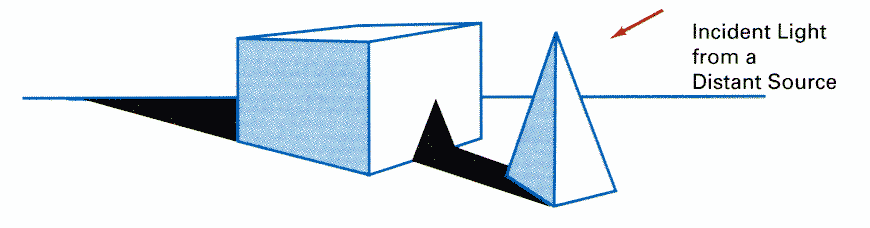 Incident Light
from a
Distant Source